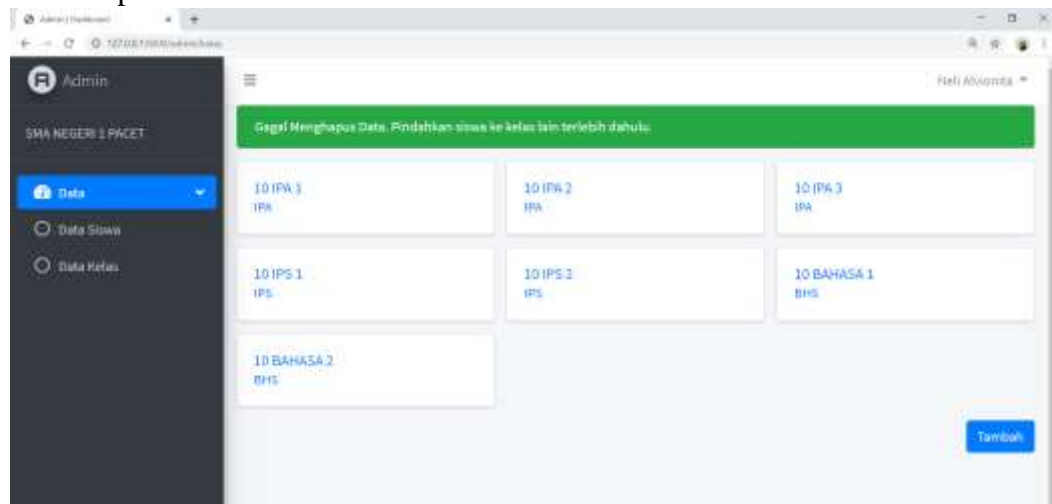 Admin | Dashboard
Admin
Heli Alvionita
SMA NEGERI 1 PACET
Gagal Menghapus Data. Pindahkan siswa ke kelas lain terlebih dahulu.
Data
10 IPA 1
IPA
10 IPA 2
IPA
10 IPA 3
IPA
Data Siswa
Data Kelas
10 IPS 1
IPS
10 IPS 2
IPS
10 BAHASA 1
BHS
10 BAHASA 2
BHS
Tambah